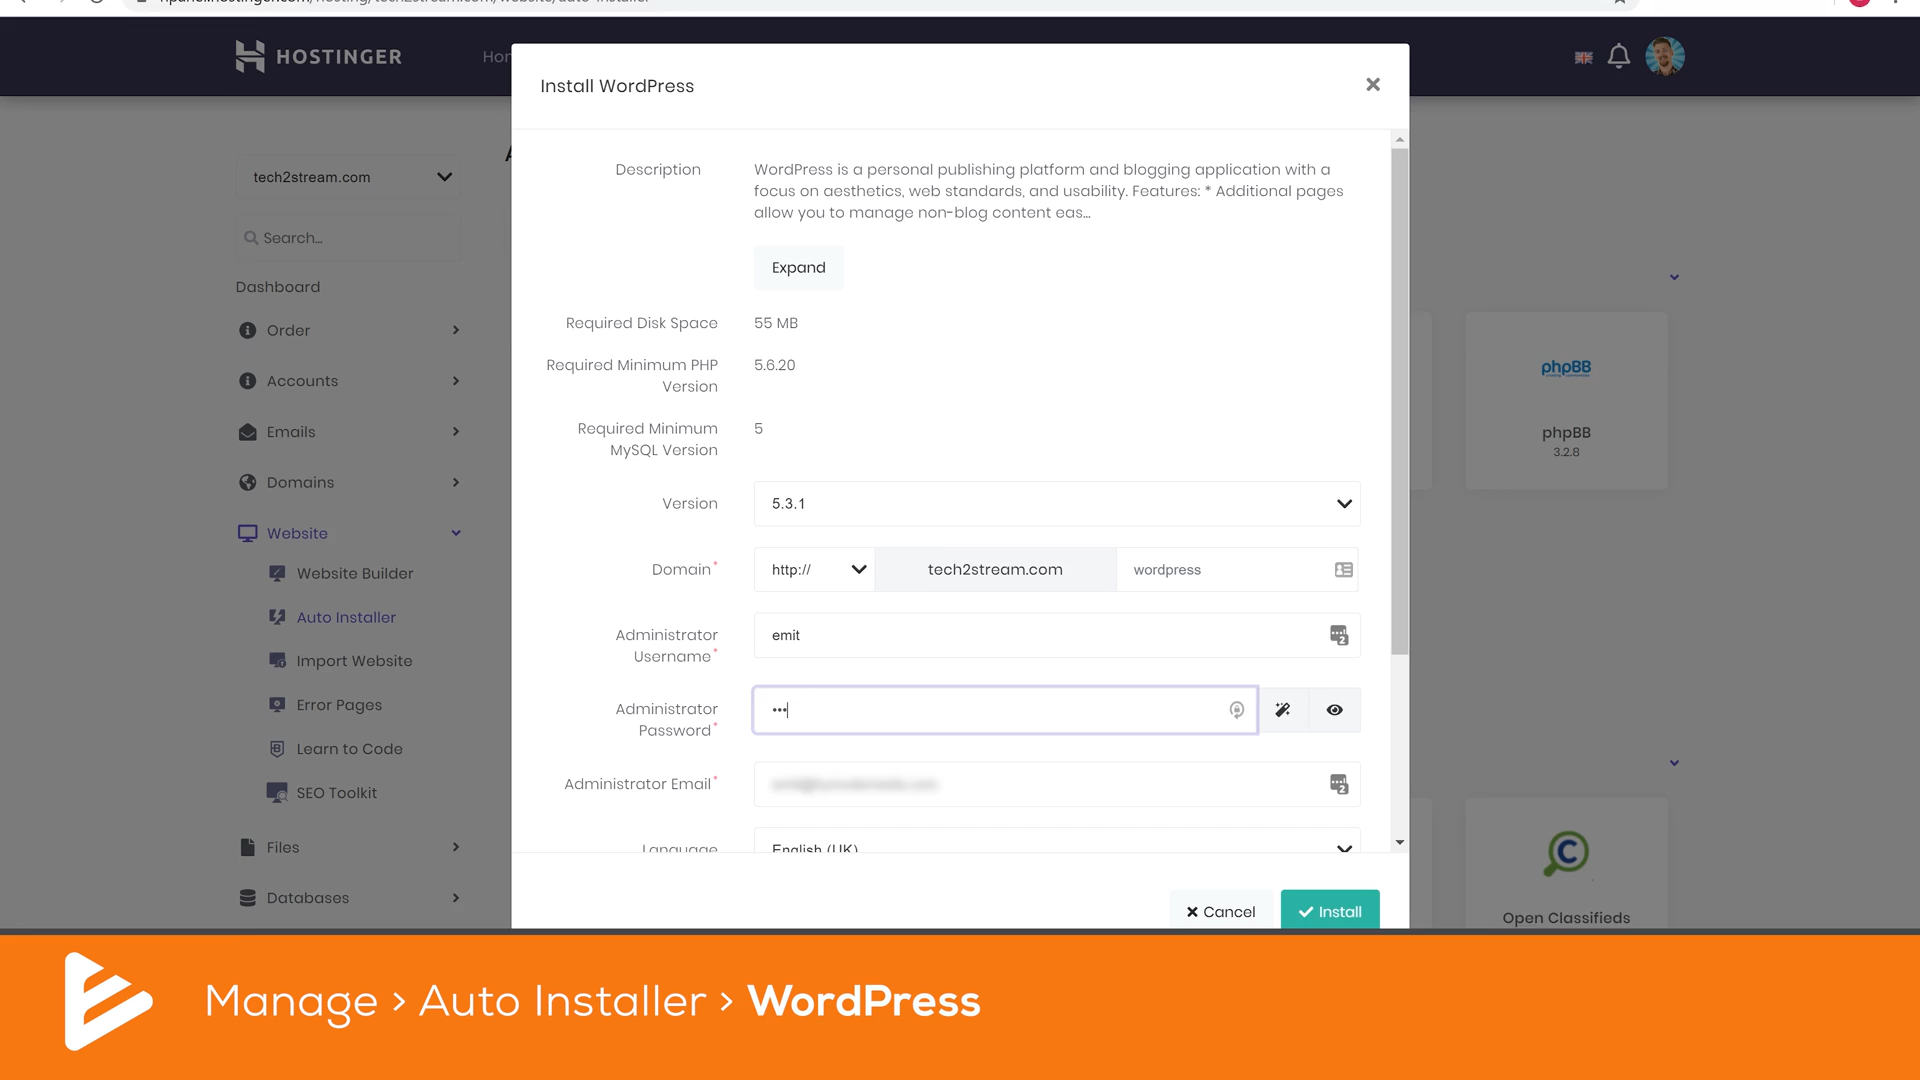 HOSTINGER
Install WordPress
tech2stream.com
Search...
Dashboard
Order
Accounts
Emails
Domains
Website
Website Builder
Auto Installer
Import Website
Error Pages
Learn to Code
SEO Toolkit
Files
Databases
Description
WordPress is a personal publishing platform and blogging application with a
focus on aesthetics, web standards, and usability. Features: * Additional pages
allow you to manage non-blog content eas...
Expand
Required Disk Space 55 MB
Required Minimum PHP Version 5.6.20
Required Minimum MySQL Version 5
Version 5.3.1
Domain* http:// tech2stream.com wordpress
Administrator Username* emit
Administrator Password* •••
Administrator Email*
Language English (UK)
Cancel Install
phpBB
phpBB
3.2.8
Open Classifieds
Manage > Auto Installer > WordPress